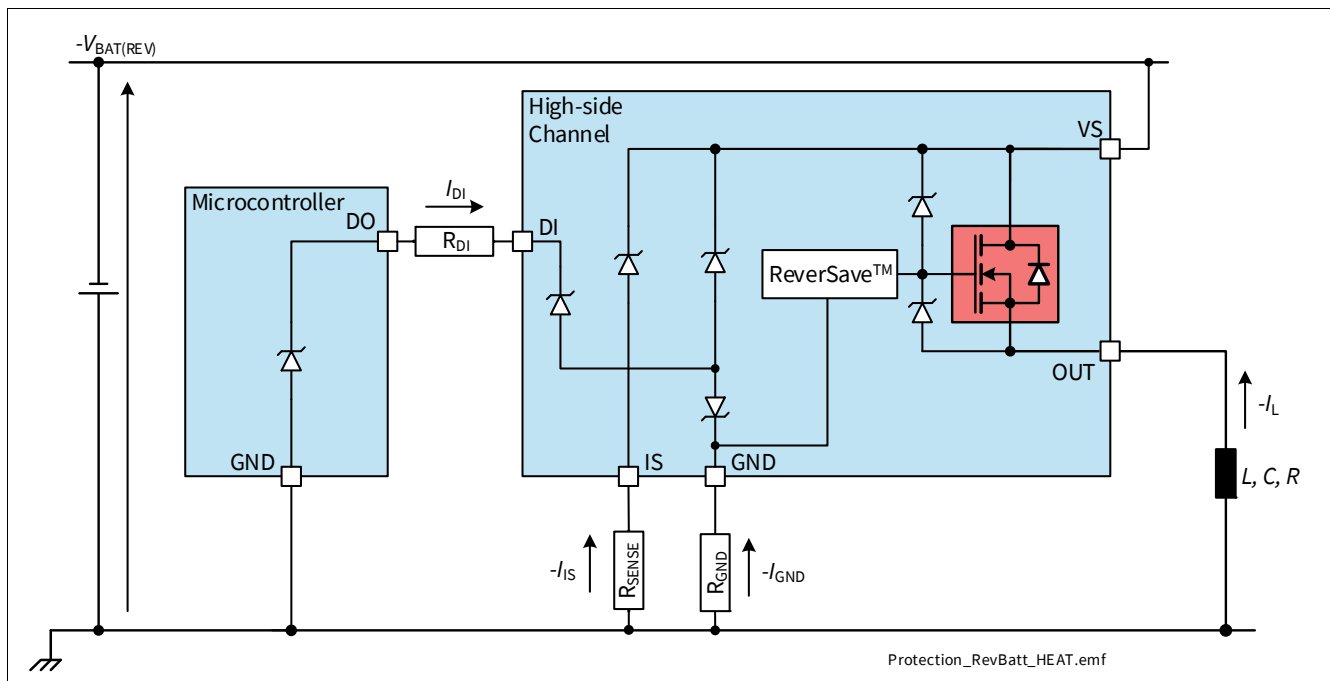 -VBAT(REV)
High-side
Channel
VS
Microcontroller
DO
IDI
RDI
DI
ReverSave™
OUT
-IL
L, C, R
GND
IS
GND
-IIS
RSENSE
RGND
-IGND
Protection_RevBatt_HEAT.emf